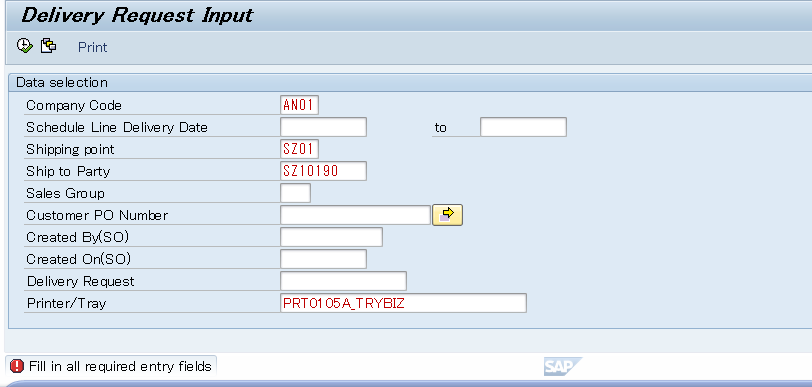 Delivery Request Input
Print
Data selection
Company Code AN01
Schedule Line Delivery Date to
Shipping point SZ01
Ship to Party SZ10190
Sales Group
Customer PO Number
Created By(SO)
Created On(SO)
Delivery Request
Printer/Tray PRT0105A_TRYBIZ
Fill in all required entry fields SAP